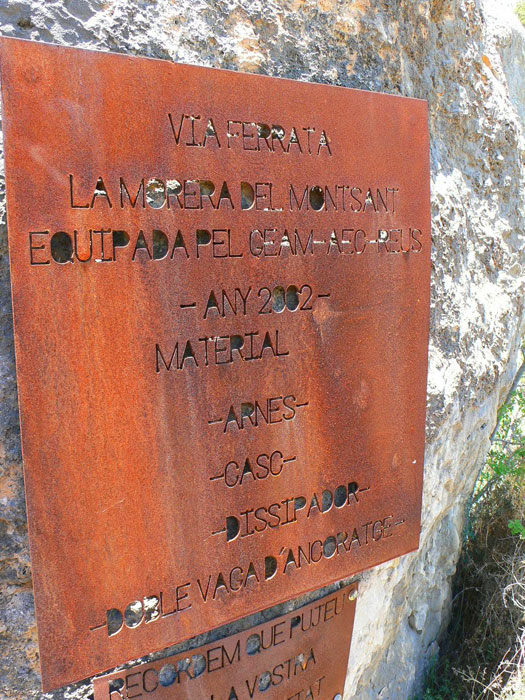 VIA FERRATA
LA MORERA DEL MONTSANT
EQUIPADA PEL GEAM-AEC-REUS
-ANY 2002-
MATERIAL
-ARNES-
-CASC-
-DISSIPADOR-
-DOBLE VAGA D'ANCORATGE-
RECORDEM QUE PUJEU
LA VOSTRA